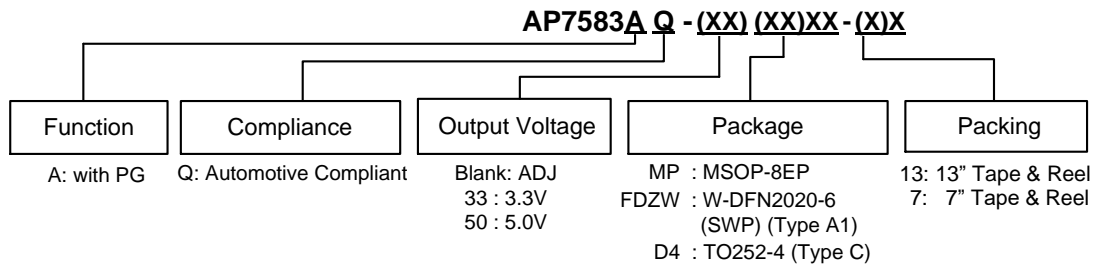 AP7583A Q - (XX) (XX)XX - (X)X
Function
A: with PG
Compliance
Q: Automotive Compliant
Output Voltage
Blank: ADJ
33 : 3.3V
50 : 5.0V
Package
MP : MSOP-8EP
FDZW : W-DFN2020-6
(SWP) (Type A1)
D4 : TO252-4 (Type C)
Packing
13: 13” Tape & Reel
7: 7” Tape & Reel